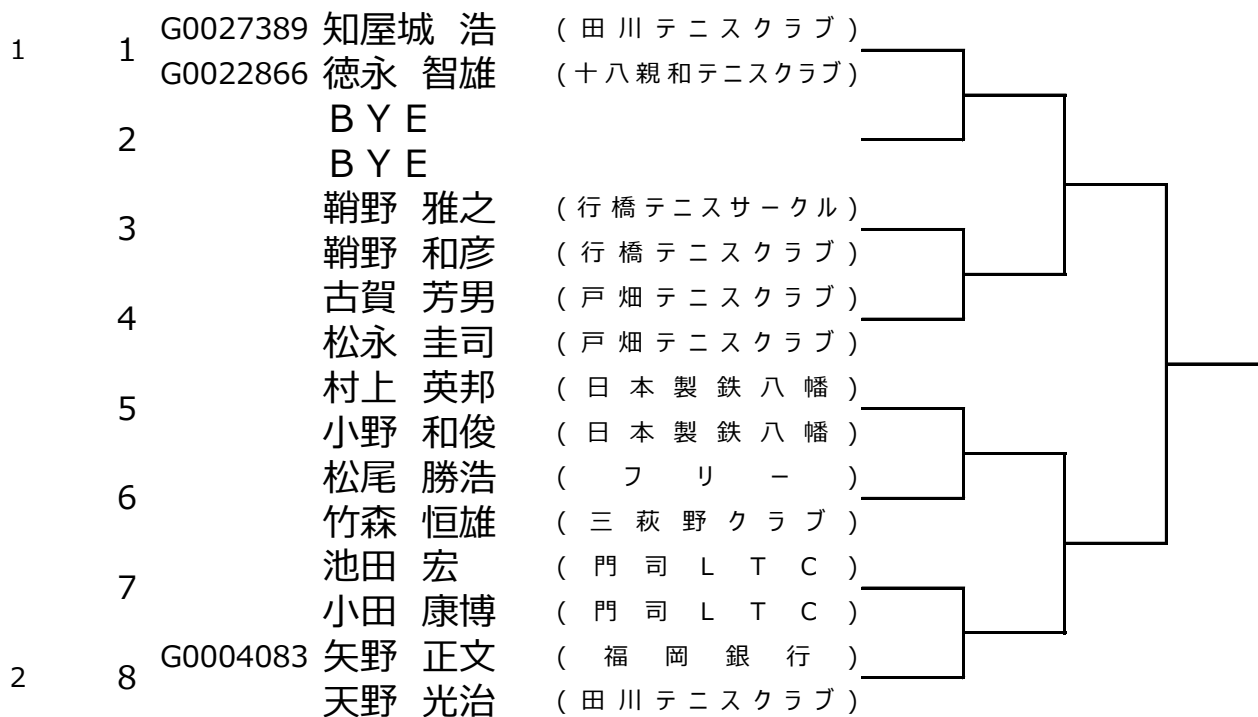 1 1 G0027389 知屋城 浩 (田川テニスクラブ)
G0022866 徳永 智雄 (十八親和テニスクラブ)
2 BYE
BYE
3 鞘野 雅之 (行橋テニスサークル)
鞘野 和彦 (行橋テニスクラブ)
4 古賀 芳男 (戸畑テニスクラブ)
松永 圭司 (戸畑テニスクラブ)
5 村上 英邦 (日本製鉄八幡)
小野 和俊 (日本製鉄八幡)
6 松尾 勝浩 (フリー)
竹森 恒雄 (三萩野クラブ)
7 池田 宏 (門司LTC)
小田 康博 (門司LTC)
2 8 G0004083 矢野 正文 (福岡銀行)
天野 光治 (田川テニスクラブ)